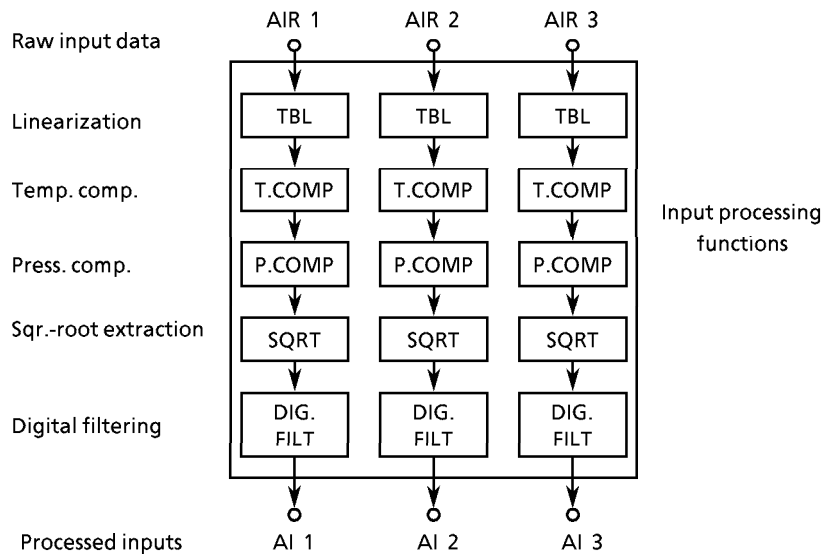 AIR 1 AIR 2 AIR 3
Raw input data
Linearization TBL TBL TBL
Temp. comp. T.COMP T.COMP T.COMP
Input processing
functions
Press. comp. P.COMP P.COMP P.COMP
Sqr.-root extraction SQRT SQRT SQRT
Digital filtering
DIG. DIG. DIG.
FILT FILT FILT
Processed inputs AI 1 AI 2 AI 3